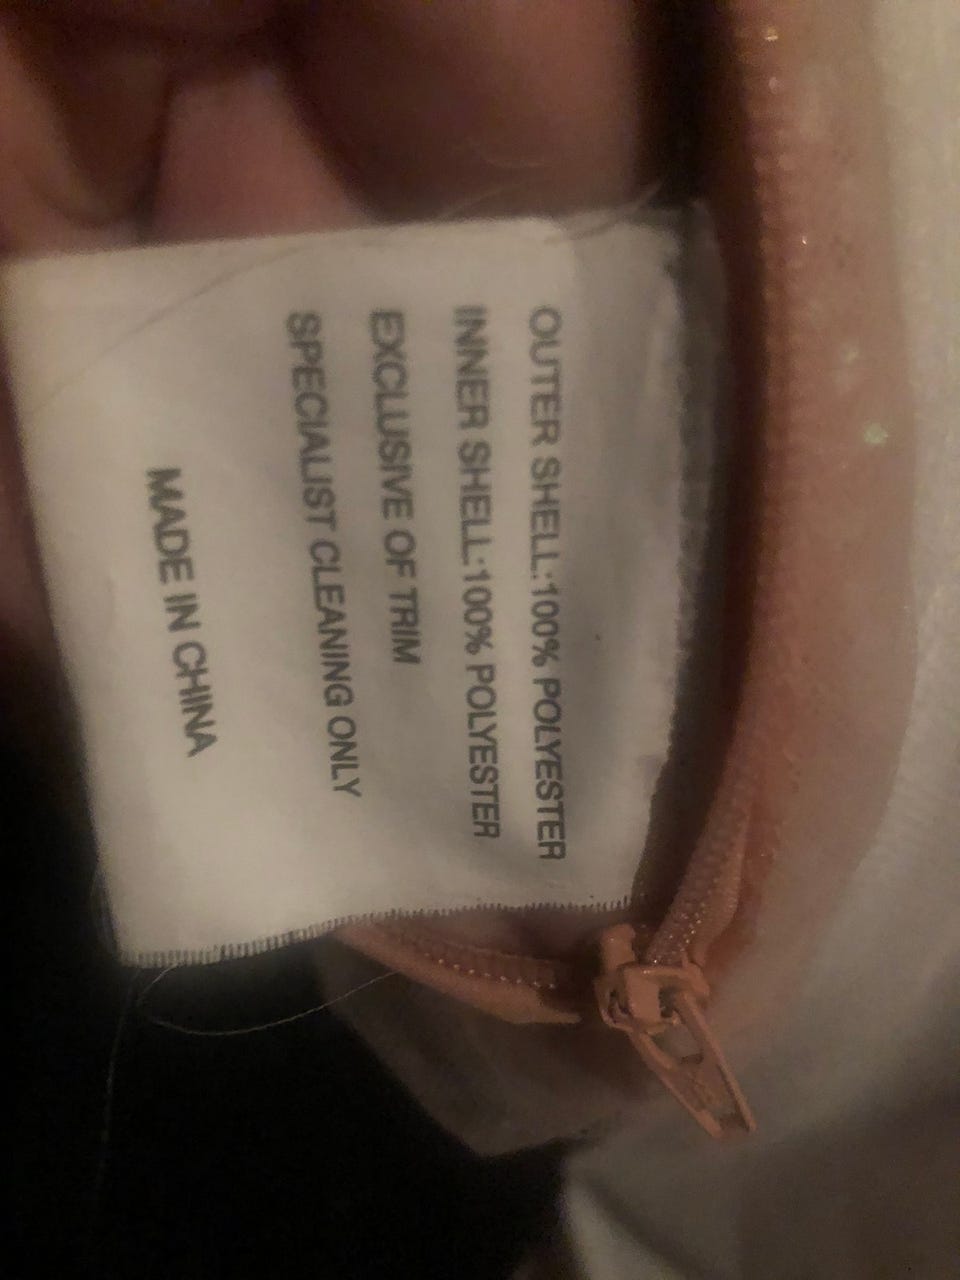 OUTER SHELL:100% POLYESTER
INNER SHELL:100% POLYESTER
EXCLUSIVE OF TRIM
SPECIALIST CLEANING ONLY
MADE IN CHINA